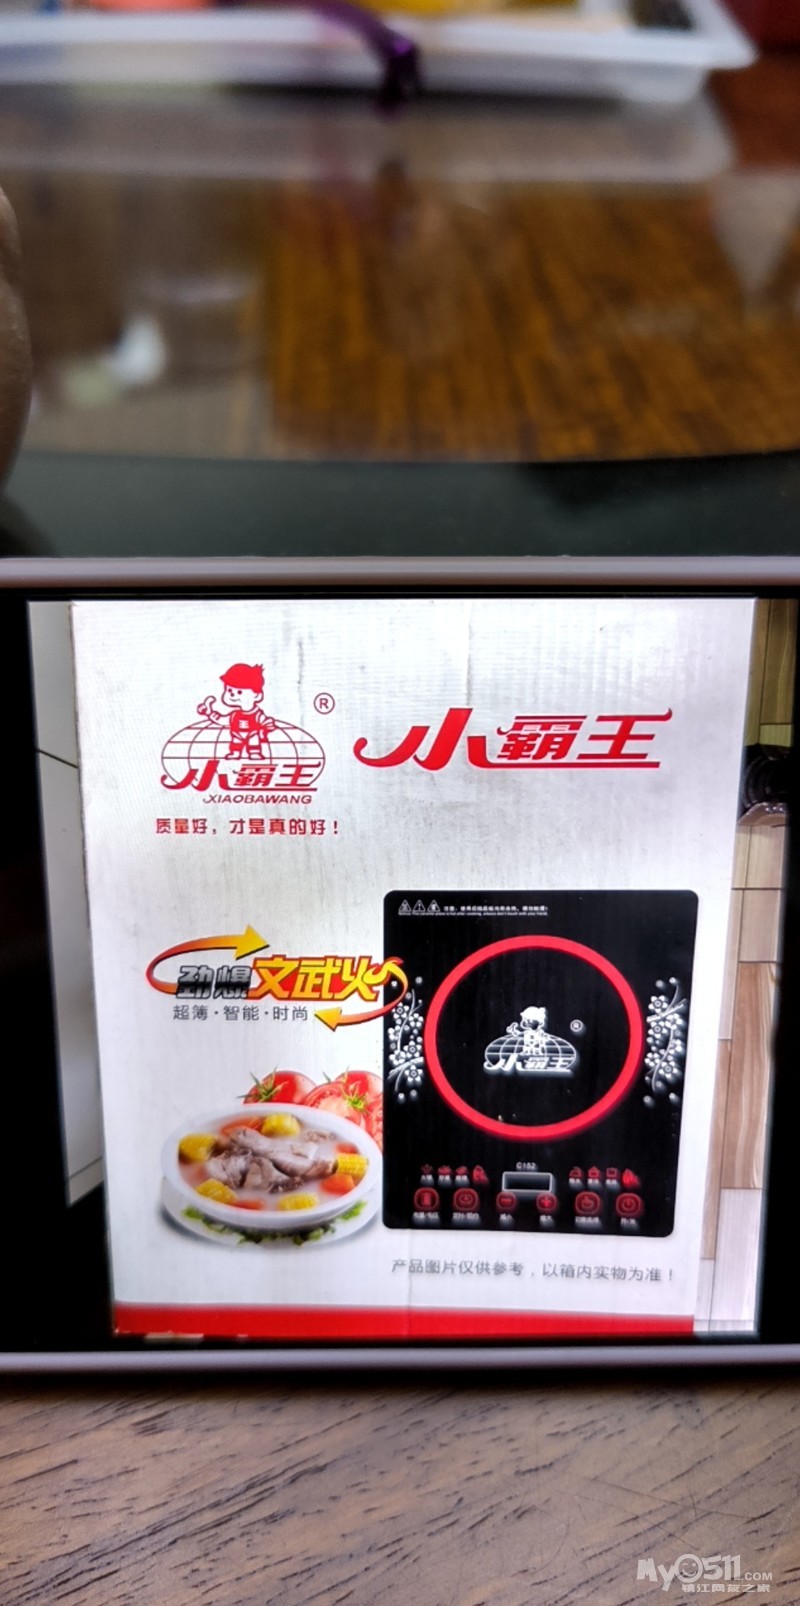 ®
小霸王
小霸王
XIAOBAWANG
质量好，才是真的好！
劲爆文武火
超薄·智能·时尚
®
小霸王
C102
产品图片仅供参考，以箱内实物为准！
MyO511.COM
镇江网友之家